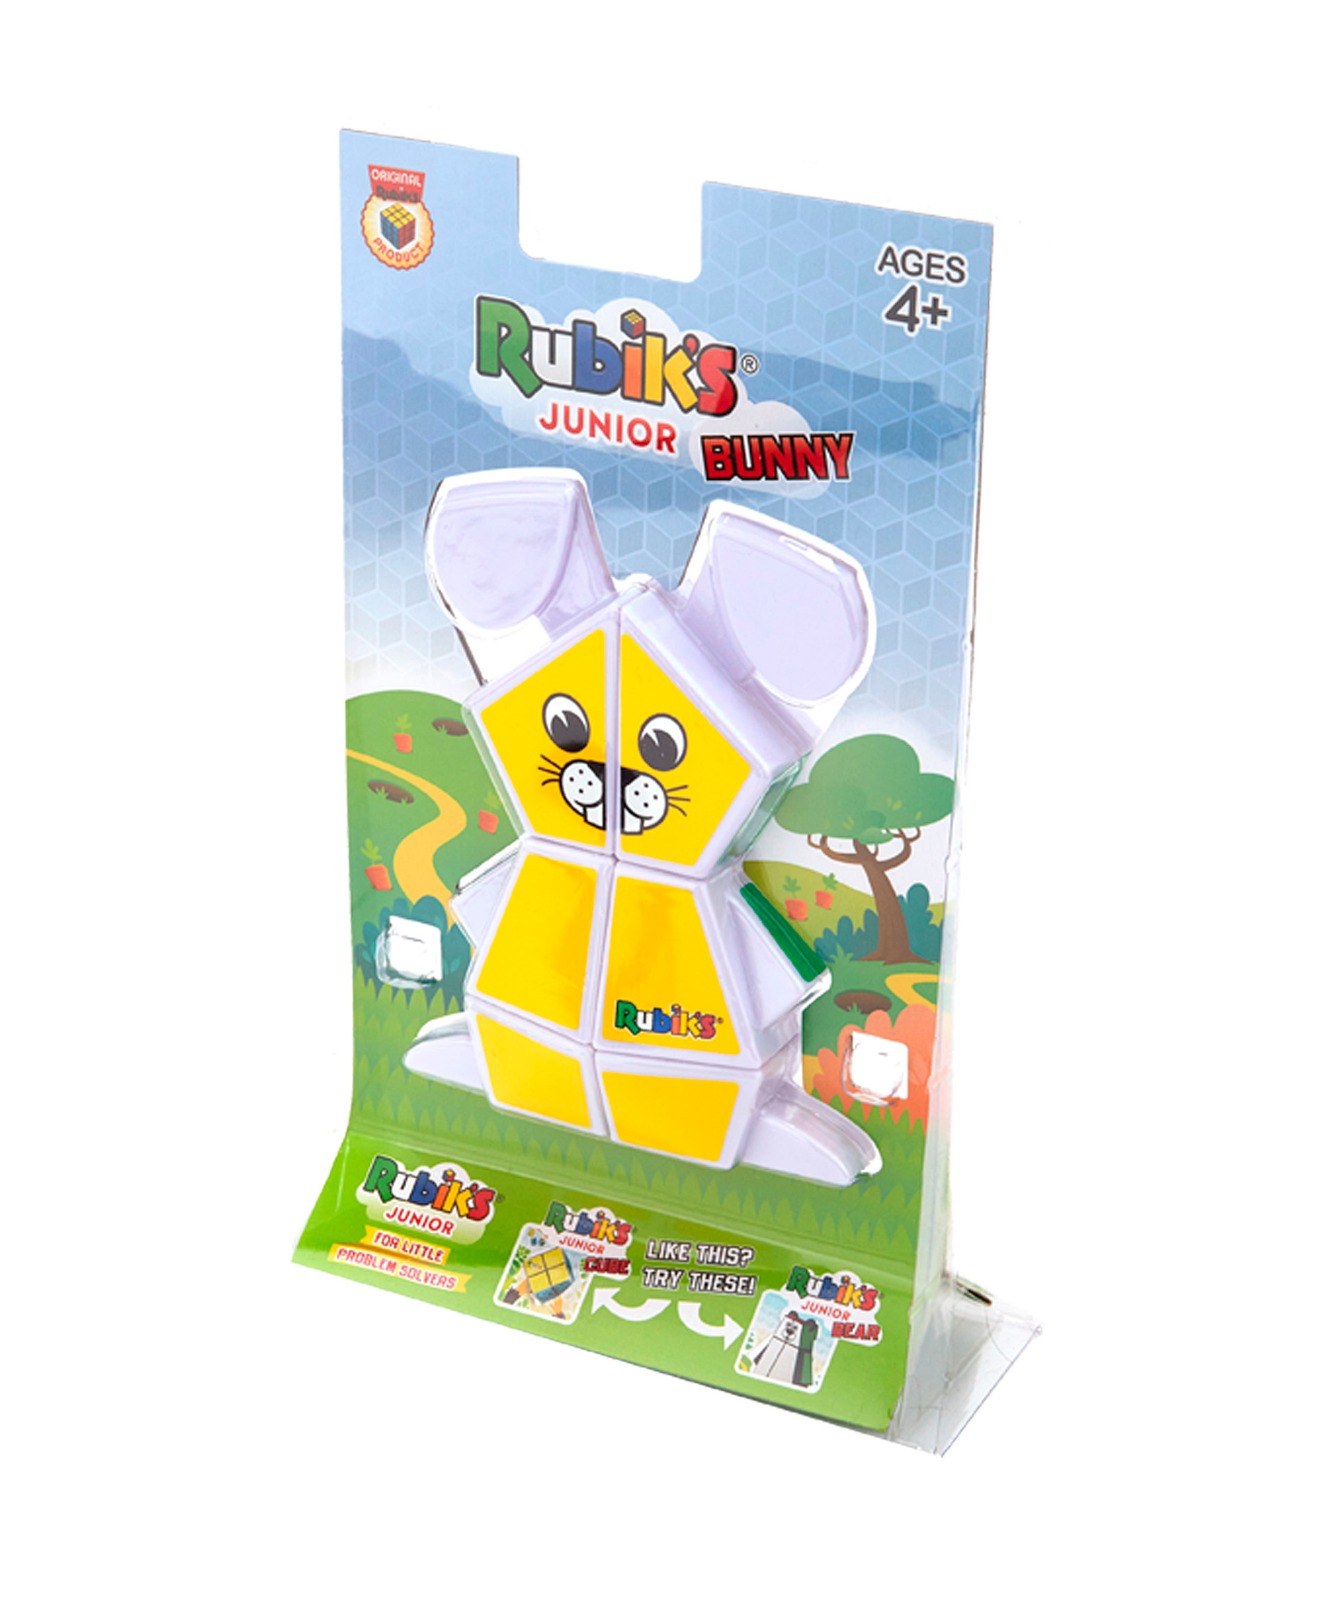 ORIGINAL
Rubik's
PRODUCT
AGES
4+
RUbiK'S®
JUNIOR BUNNY
RUbiK'S
RUbiK'S
JUNIOR
FOR LITTLE
PROBLEM SOLVERS
RUbiK'S
JUNIOR
CUBE
LIKE THIS?
TRY THESE!
RUbiK'S
JUNIOR
BEAR